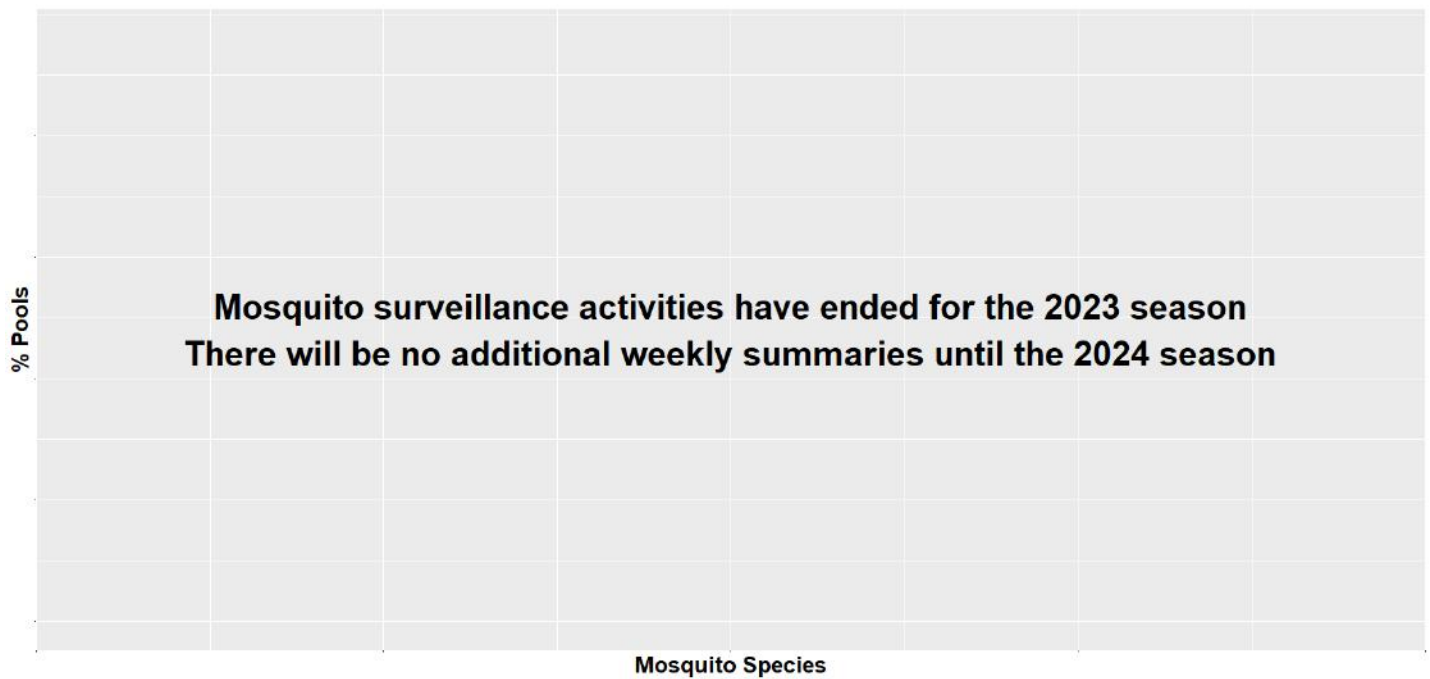 % Pools
Mosquito surveillance activities have ended for the 2023 season
There will be no additional weekly summaries until the 2024 season
Mosquito Species